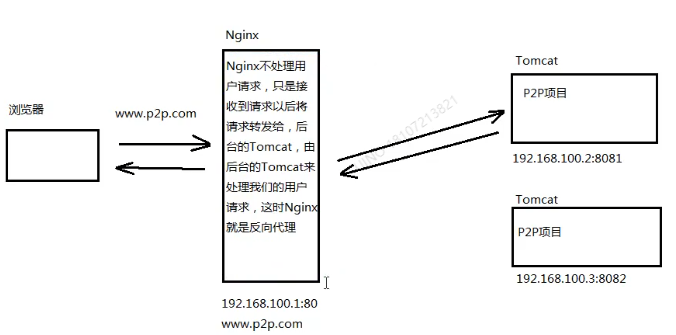 Nginx
Nginx不处理用
户请求，只是接
收到请求以后将
请求转发给，后
台的Tomcat，由
后台的Tomcat来
处理我们的用户
请求，这时Nginx
就是反向代理
192.168.100.1:80
www.p2p.com
浏览器
www.p2p.com
Tomcat
P2P项目
192.168.100.2:8081
Tomcat
P2P项目
192.168.100.3:8082